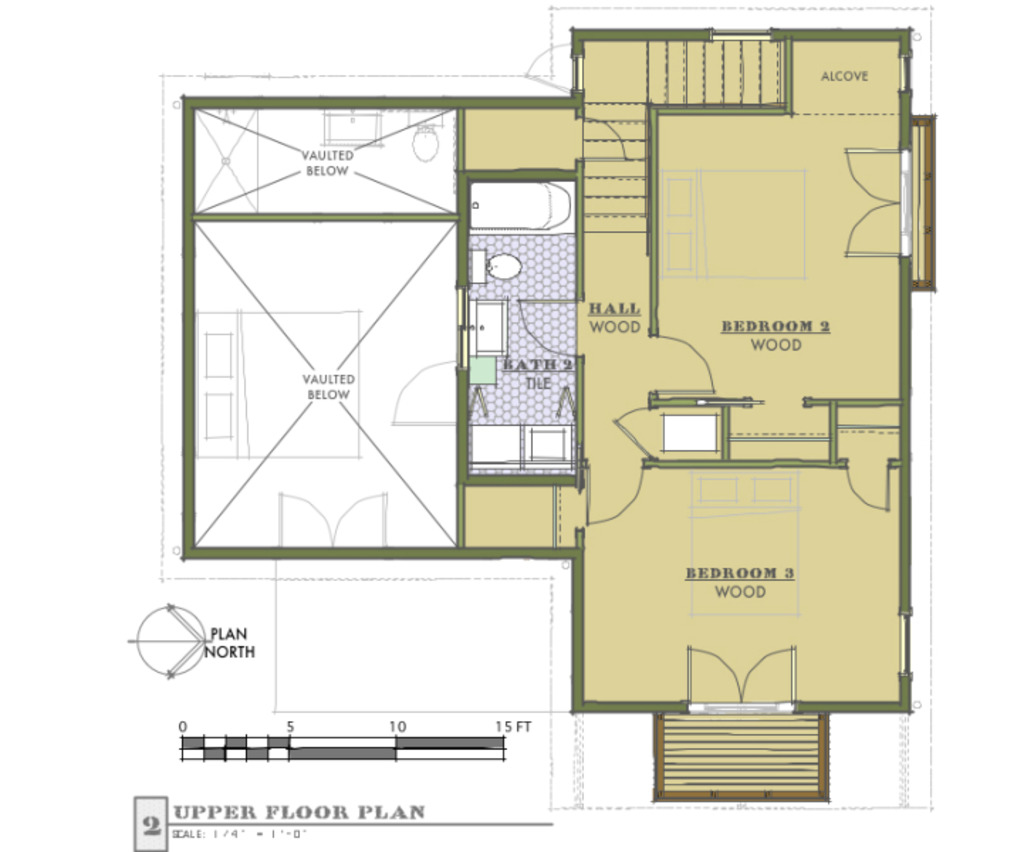 ALCOVE
VAULTED
BELOW
HALL
WOOD
BEDROOM 2
WOOD
BATH 2
TILE
VAULTED
BELOW
BEDROOM 3
WOOD
PLAN
NORTH
0 5 10 15 FT
2 UPPER FLOOR PLAN
SCALE: 1/4" = 1'-0"